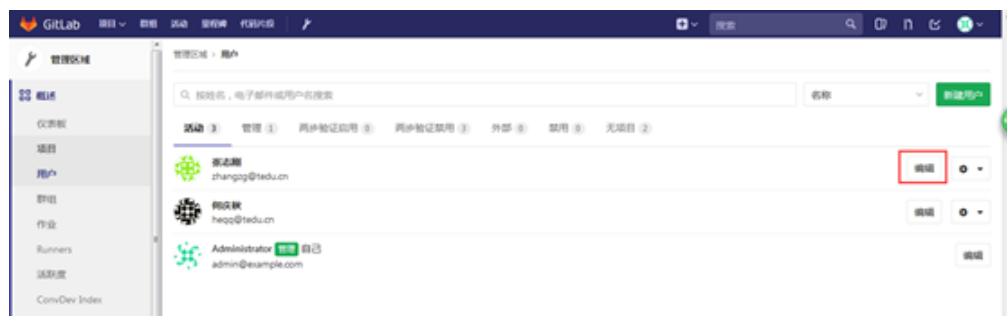 GitLab 项目 群组 活动 里程碑 代码片段 搜索
管理区域
管理区域 > 用户
概述
按姓名，电子邮件或用户名搜索 名称 新建用户
仪表板
活动 3 管理 1 两步验证启用 0 两步验证禁用 3 外部 0 禁用 0 无项目 2
项目
用户
张志刚
zhangzg@tedu.cn
编辑
群组
何庆秋
heqq@tedu.cn
编辑
作业
Runners
Administrator 管理 自己
admin@example.com
编辑
活跃度
ConvDev Index